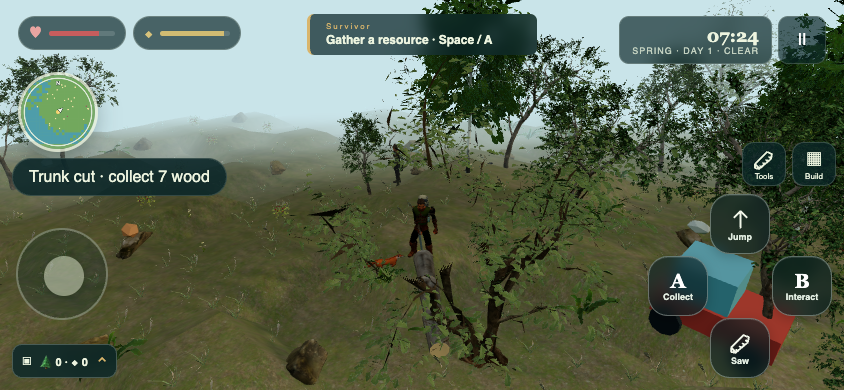 Survivor
Gather a resource · Space / A
07:24
SPRING · DAY 1 · CLEAR
Trunk cut · collect 7 wood
Tools
Build
Jump
A
Collect
B
Interact
Saw
0 · ◆ 0